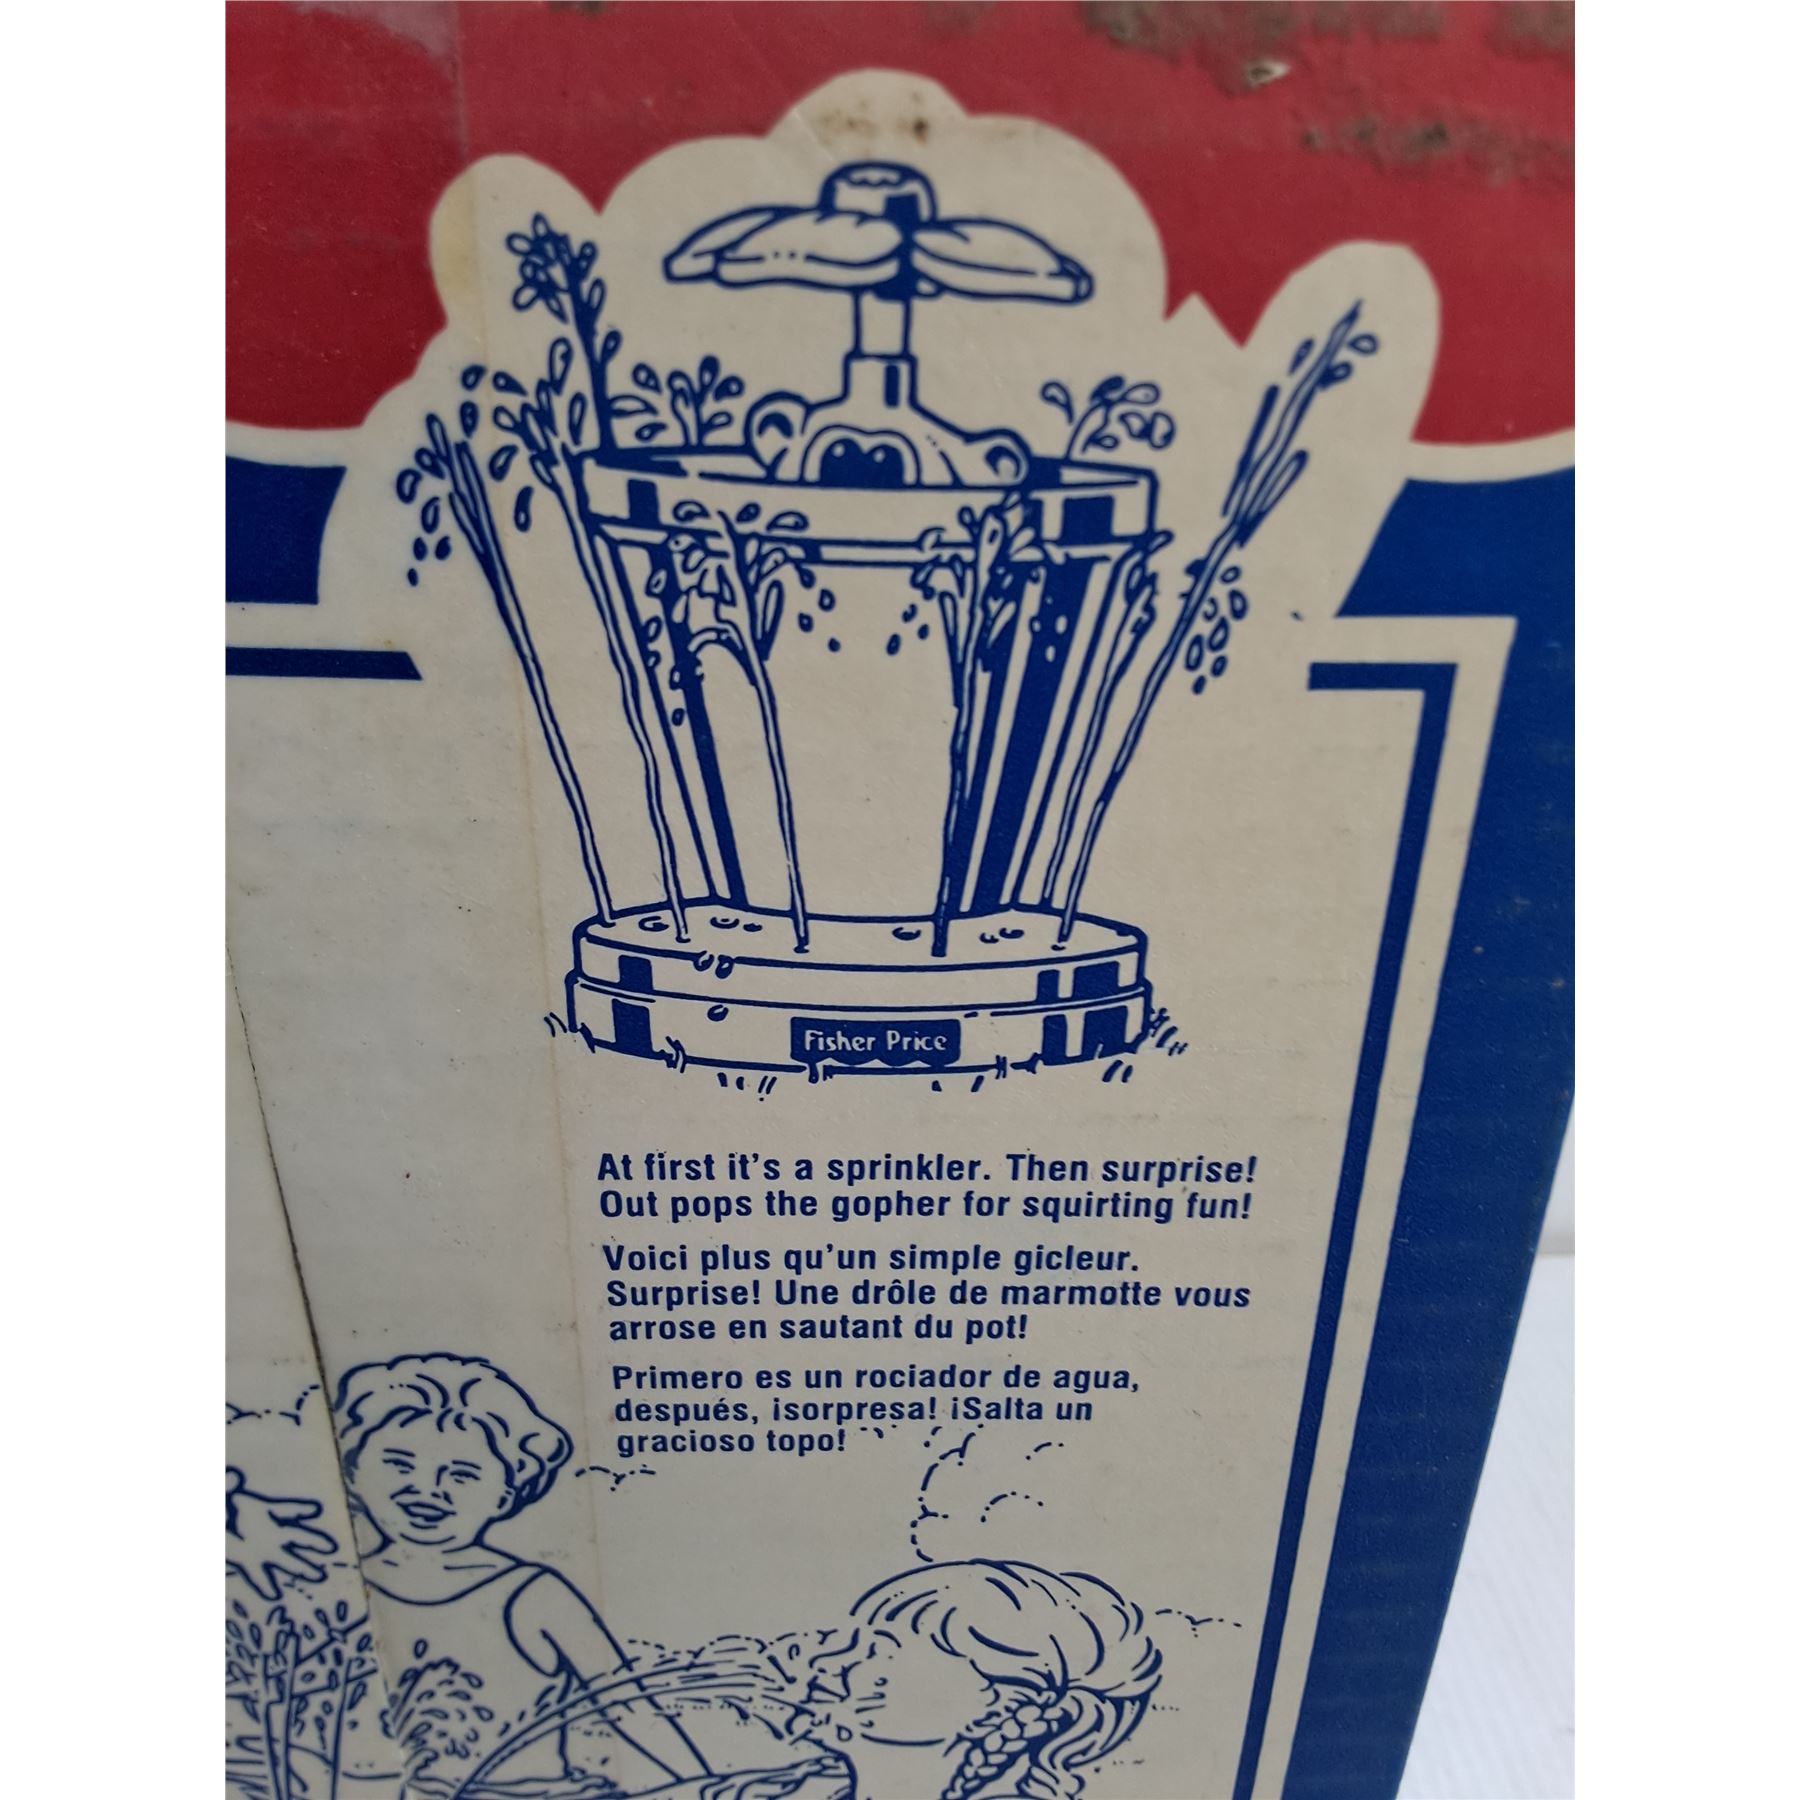 Fisher Price
At first it's a sprinkler. Then surprise!
Out pops the gopher for squirting fun!
Voici plus qu'un simple gicleur.
Surprise! Une drôle de marmotte vous
arrose en sautant du pot!
Primero es un rociador de agua,
después, ¡sorpresa! ¡Salta un
gracioso topo!